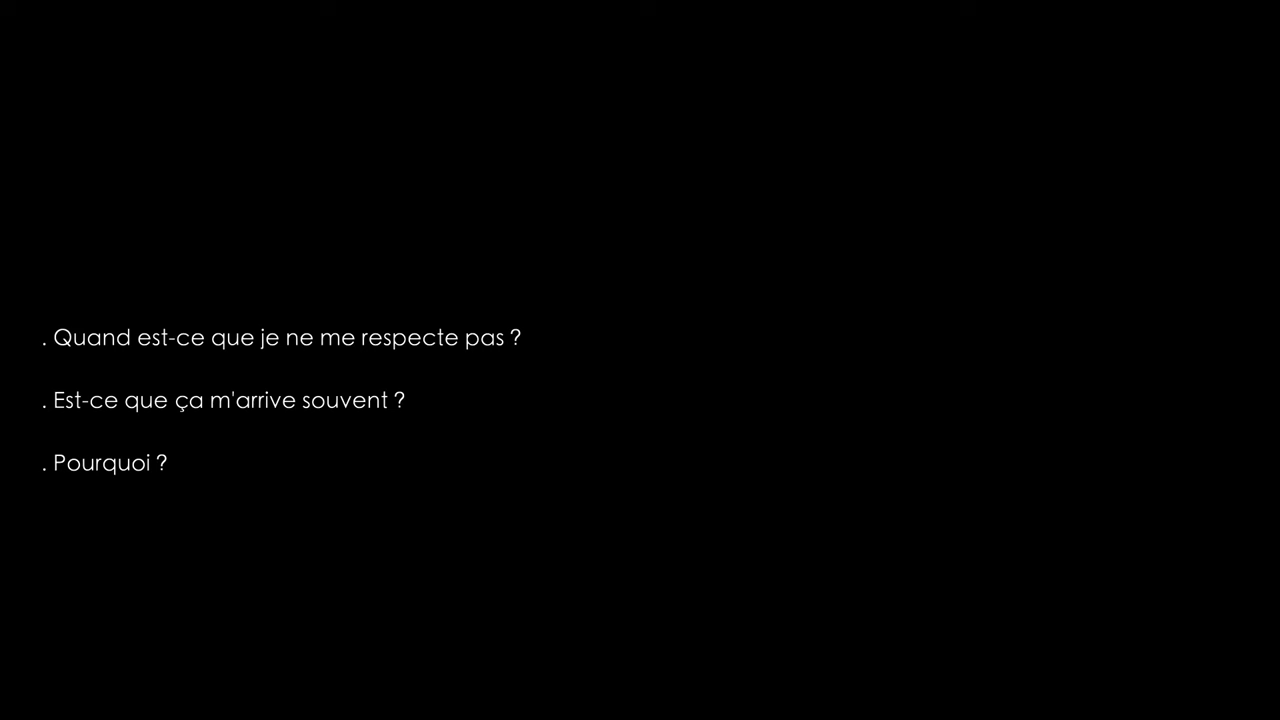 . Quand est-ce que je ne me respecte pas ?
. Est-ce que ça m'arrive souvent ?
. Pourquoi ?